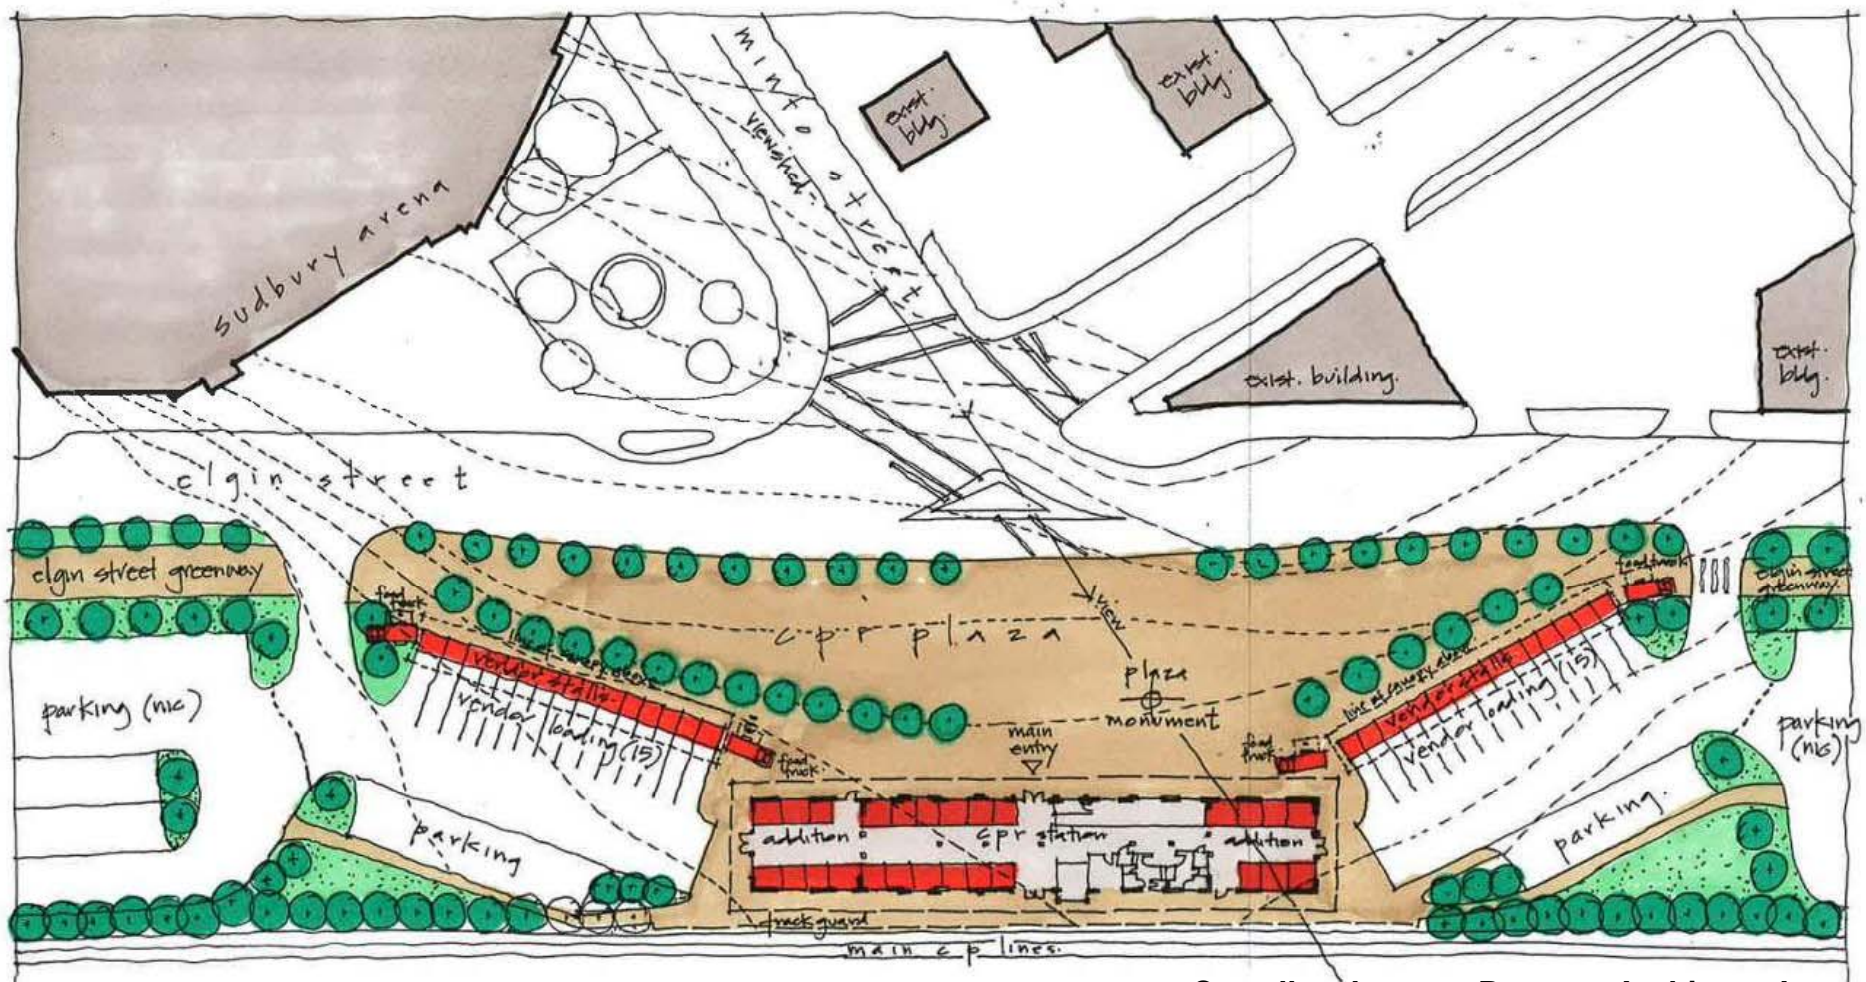 minto street
viewshed
exist.
bldg.
exist.
bldg.
sudbury arena
exist. building.
exist.
bldg.
elgin street
elgin street greenway
elgin street
greenway
food
truck
food truck
line of canopy above
vendor stalls
vendor loading (15)
cpr plaza
view
plaza
monument
main
entry
line of canopy above
vendor stalls
vendor loading (15)
parking (nic)
parking
(nic)
food
truck
food
truck
parking
parking.
addition
cpr station
addition
track guard
main cp lines.